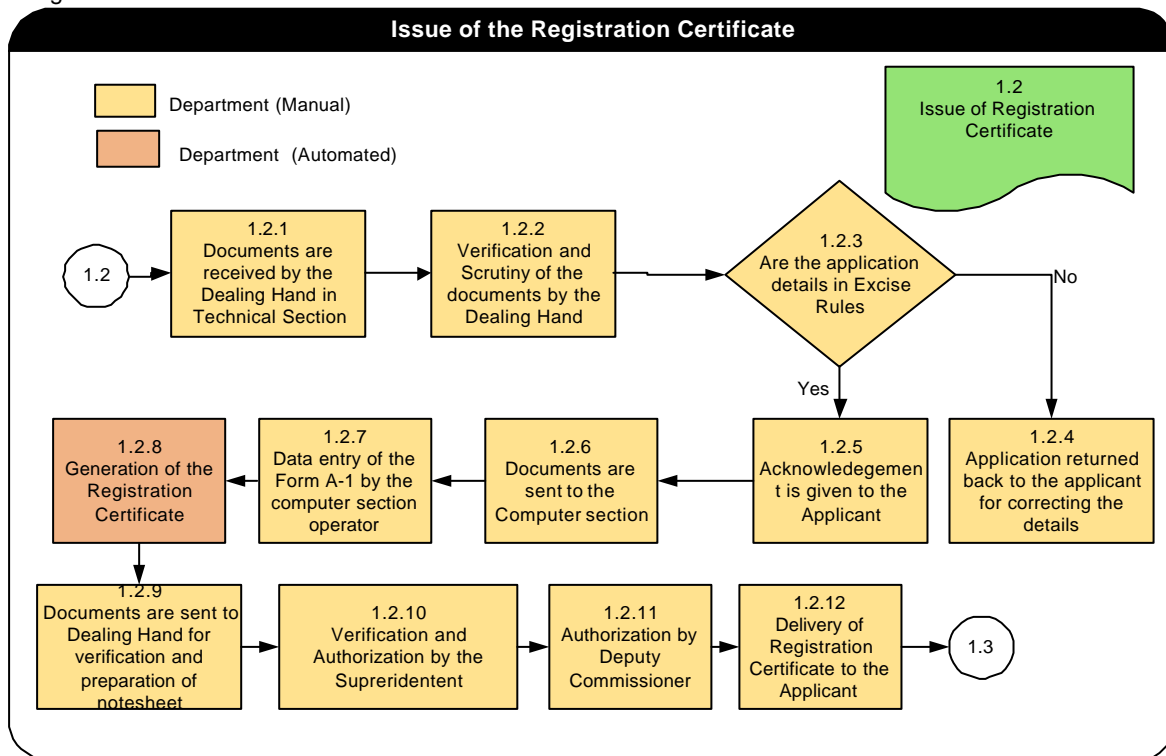 Issue of the Registration Certificate
Department (Manual)
Department (Automated)
1.2
Issue of Registration
Certificate
1.2
1.2.1
Documents are
received by the
Dealing Hand in
Technical Section
1.2.2
Verification and
Scrutiny of the
documents by the
Dealing Hand
1.2.3
Are the application
details in Excise
Rules
No
Yes
1.2.8
Generation of the
Registration
Certificate
1.2.7
Data entry of the
Form A-1 by the
computer section
operator
1.2.6
Documents are
sent to the
Computer section
1.2.5
Acknowledegemen
t is given to the
Applicant
1.2.4
Application returned
back to the applicant
for correcting the
details
1.2.9
Documents are sent to
Dealing Hand for
verification and
preparation of
notesheet
1.2.10
Verification and
Authorization by the
Supreridentent
1.2.11
Authorization by
Deputy
Commissioner
1.2.12
Delivery of
Registration
Certificate to the
Applicant
1.3